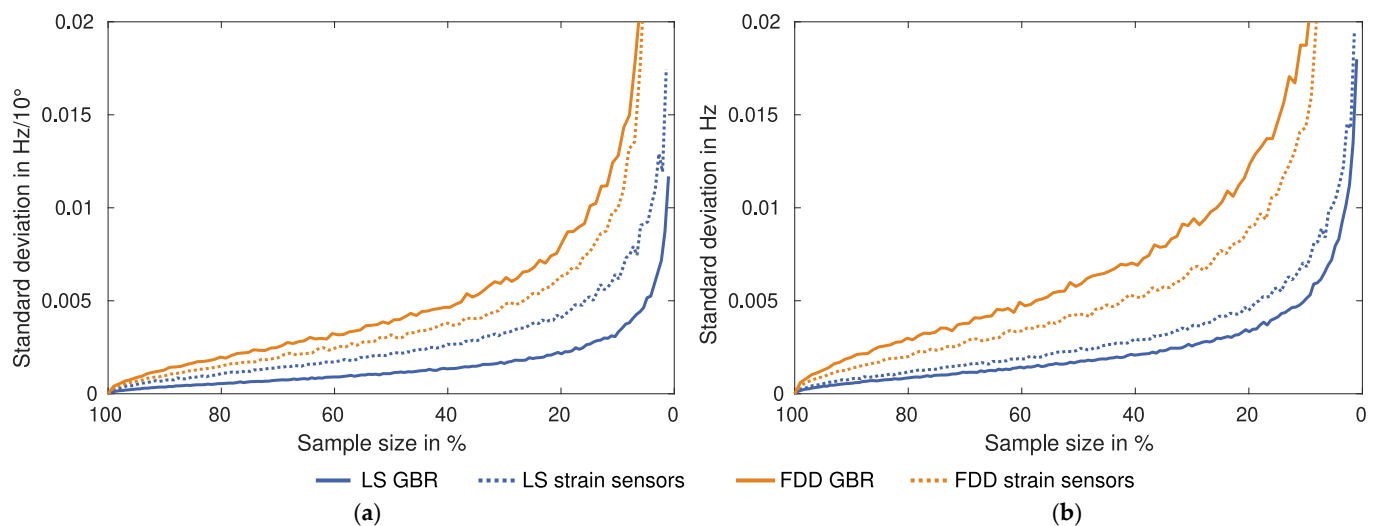 0.02
0.015
0.01
0.005
0
Standard deviation in Hz/10°
100 80 60 40 20 0
Sample size in %
0.02
0.015
0.01
0.005
0
Standard deviation in Hz
100 80 60 40 20 0
Sample size in %
LS GBR LS strain sensors FDD GBR FDD strain sensors
(a) (b)